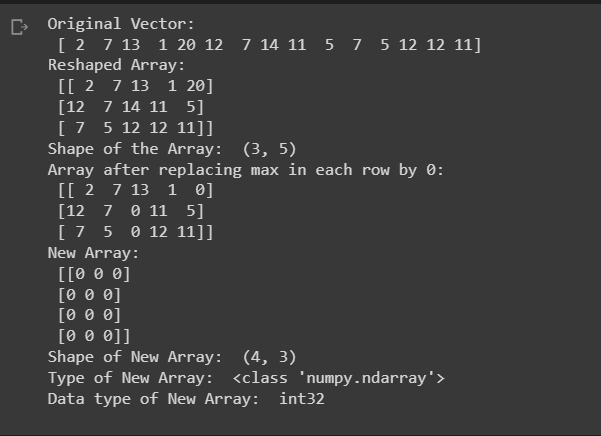 Original Vector:
 [ 2  7 13  1 20 12  7 14 11  5  7  5 12 12 11]
Reshaped Array:
 [[ 2  7 13  1 20]
 [12  7 14 11  5]
 [ 7  5 12 12 11]]
Shape of the Array:  (3, 5)
Array after replacing max in each row by 0:
 [[ 2  7 13  1  0]
 [12  7  0 11  5]
 [ 7  5  0 12 11]]
New Array:
 [[0 0 0]
 [0 0 0]
 [0 0 0]
 [0 0 0]]
Shape of New Array:  (4, 3)
Type of New Array:  <class 'numpy.ndarray'>
Data type of New Array:  int32